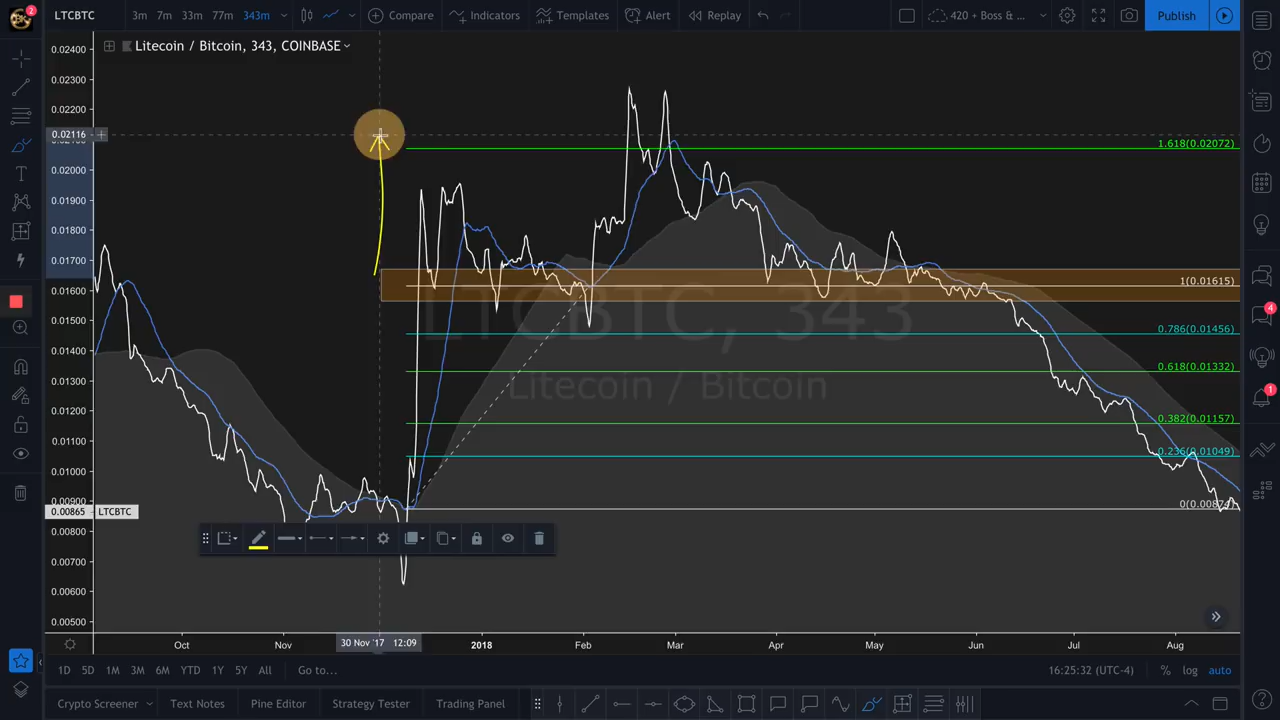 2
LTCBTC
3m
7m
33m
77m
343m
Compare
Indicators
Templates
Alert
Replay
420 + Boss & ...
Publish
Litecoin / Bitcoin, 343, COINBASE
0.02400
0.02300
0.02200
0.02116
0.02100
0.02000
0.01900
0.01800
0.01700
0.01600
0.01500
0.01400
0.01300
0.01200
0.01100
0.01000
0.00900
0.00865
LTCBTC
0.00800
0.00700
0.00600
0.00500
LTCBTC, 343
Litecoin / Bitcoin
1.618(0.02072)
1(0.01615)
0.786(0.01456)
0.618(0.01332)
0.382(0.01157)
0.236(0.01049)
0(0.00874)
4
1
Oct
Nov
30 Nov '17 12:09
2018
Feb
Mar
Apr
May
Jun
Jul
Aug
1D
5D
1M
3M
6M
YTD
1Y
5Y
All
Go to...
16:25:32 (UTC-4)
%
log
auto
Crypto Screener
Text Notes
Pine Editor
Strategy Tester
Trading Panel